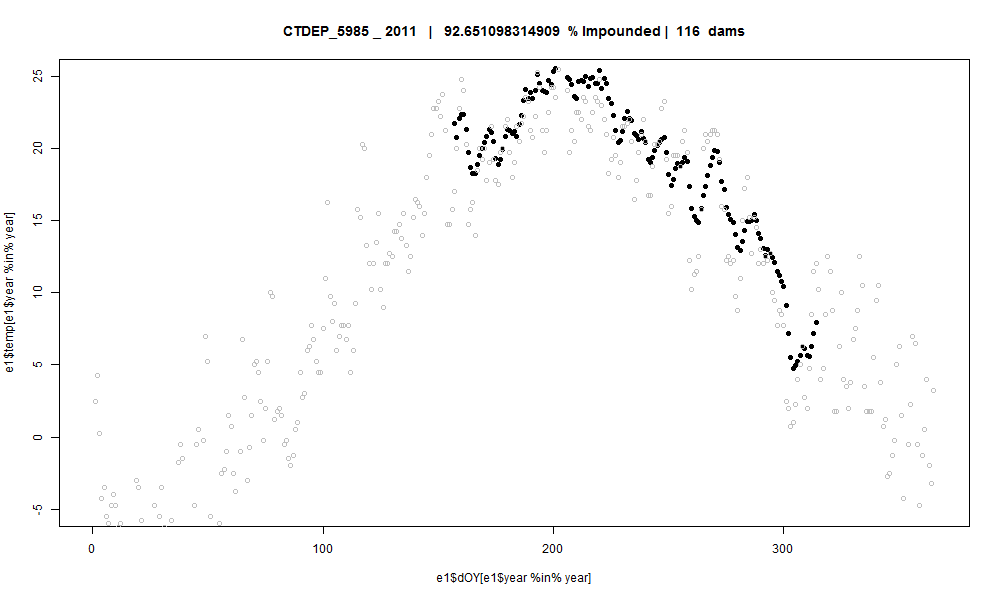 CTDEP_5985 _ 2011 | 92.651098314909 % Impounded | 116 dams
e1$temp[e1$year %in% year]
25
20
15
10
5
0
-5
0 100 200 300
e1$dOY[e1$year %in% year]